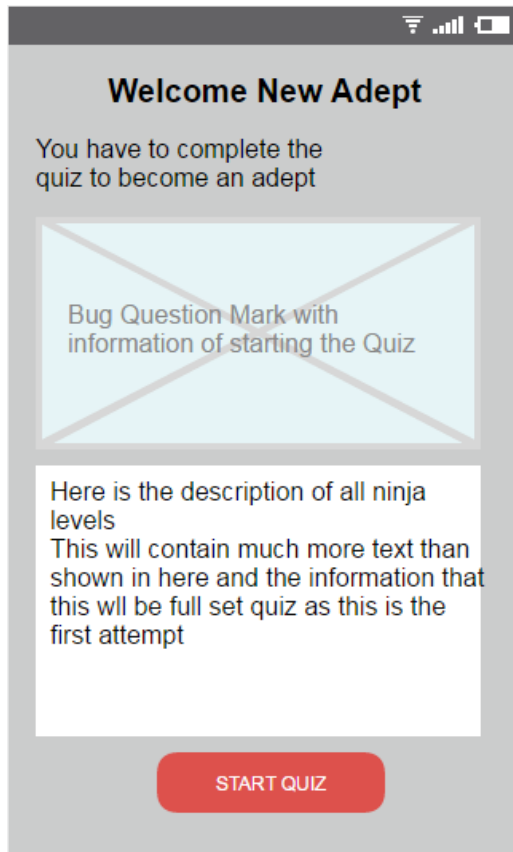 Welcome New Adept
You have to complete the
quiz to become an adept
Bug Question Mark with
information of starting the Quiz
Here is the description of all ninja
levels
This will contain much more text than
shown in here and the information that
this wll be full set quiz as this is the
first attempt
START QUIZ